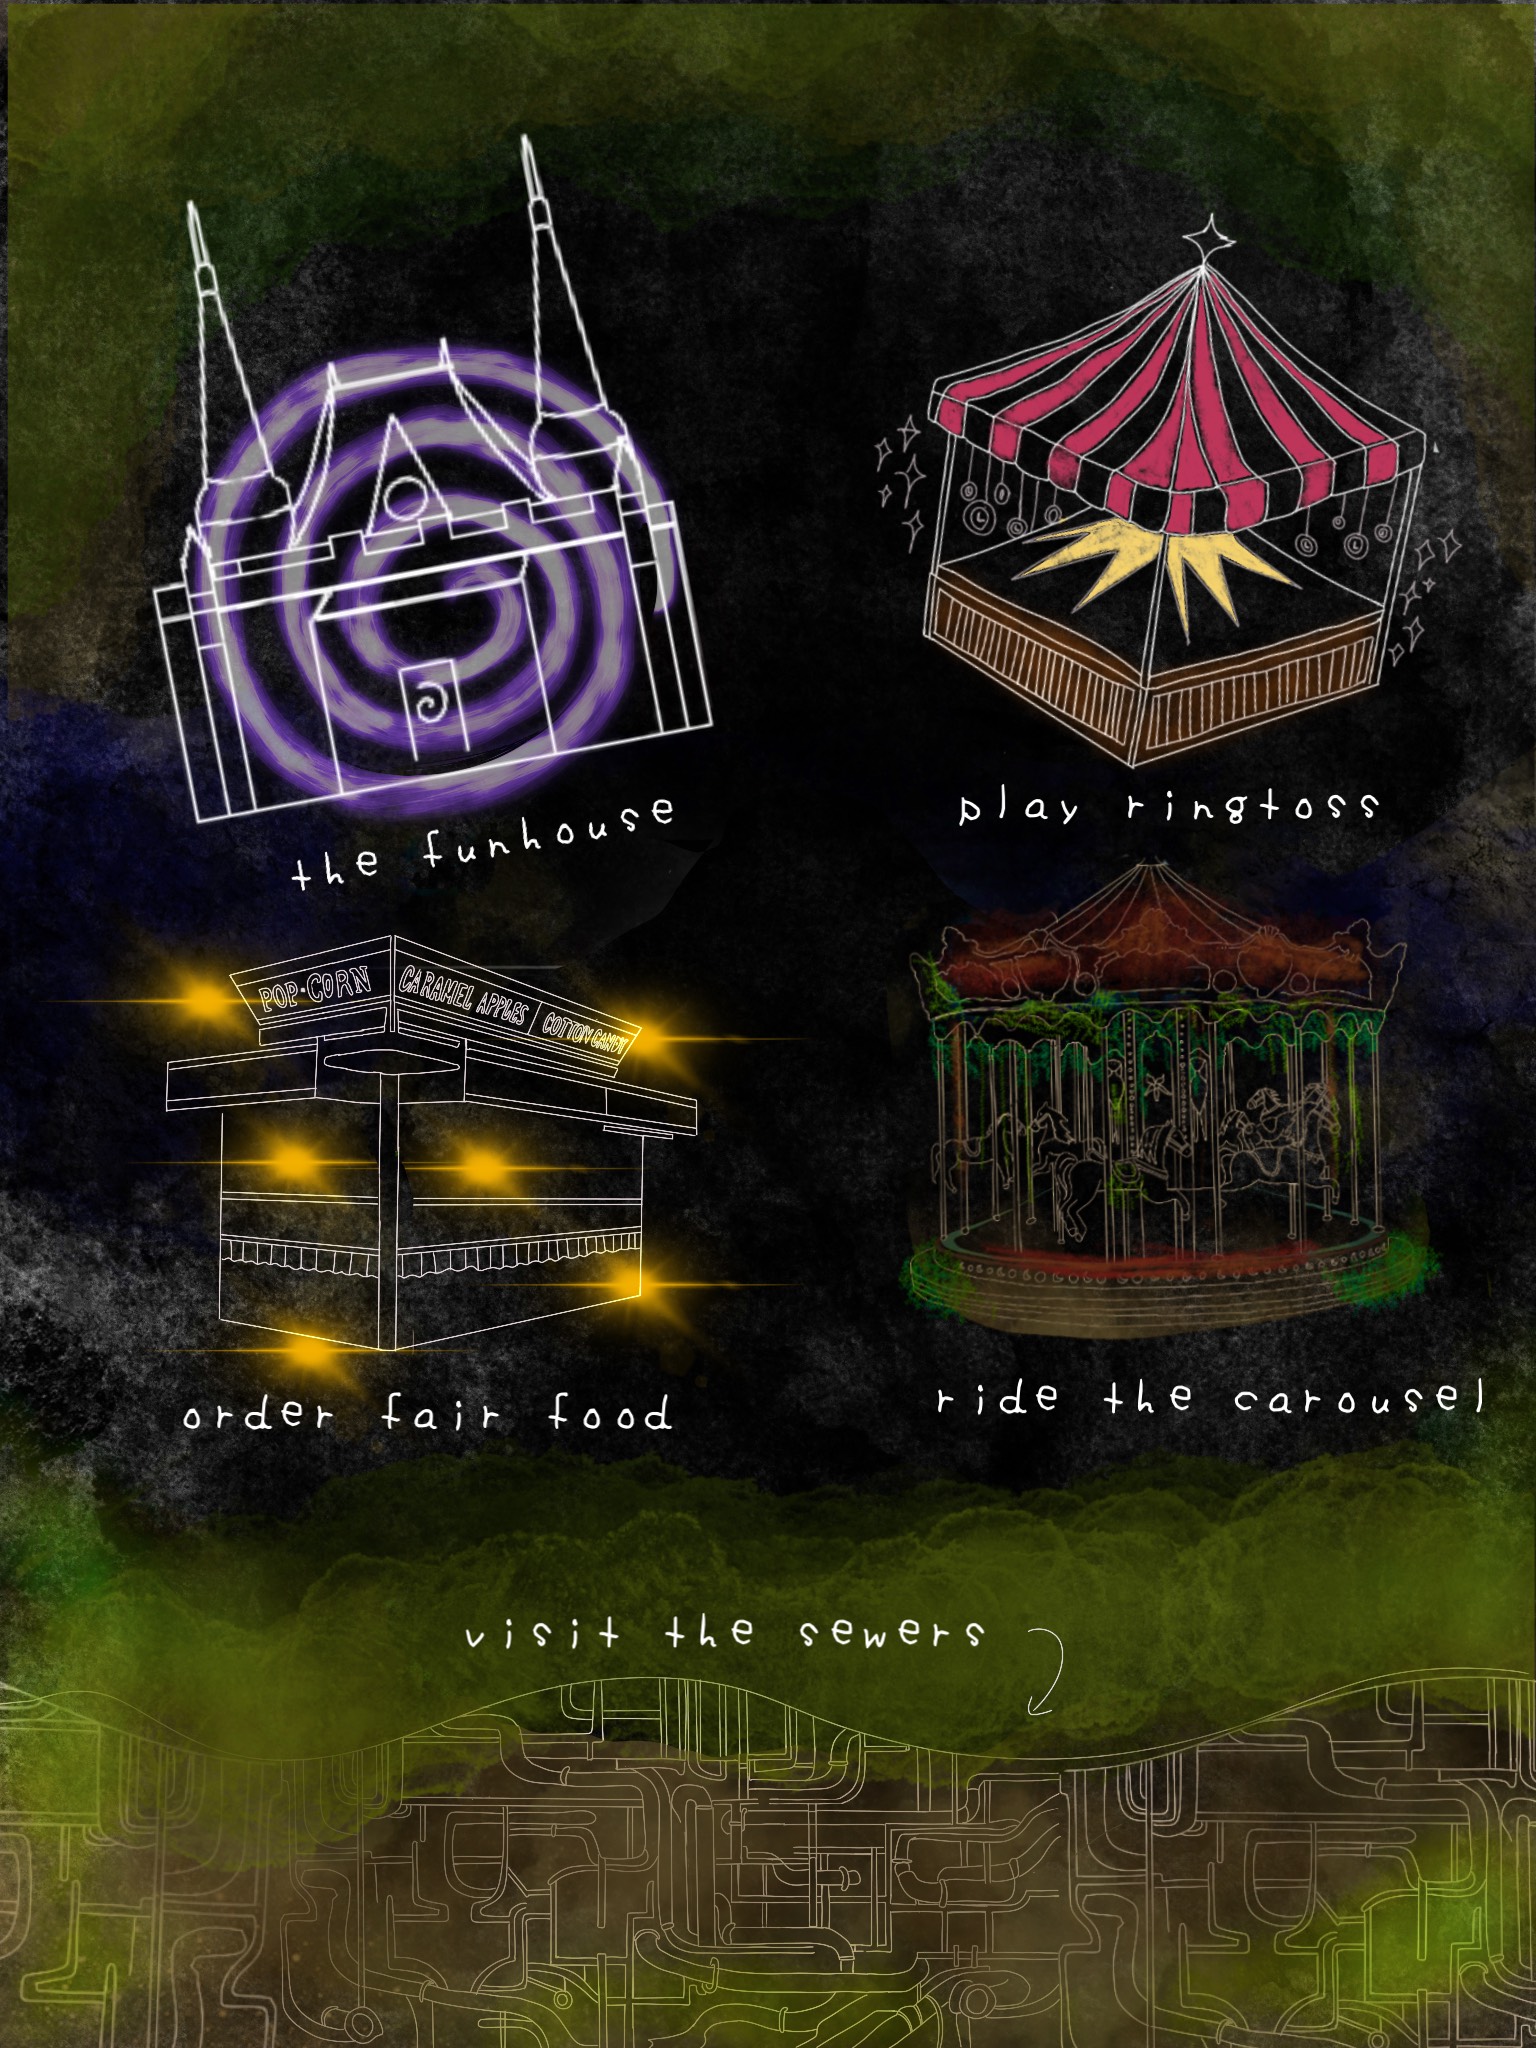 the funhouse
play ringtoss
POP·CORN
CARAMEL APPLES
COTTON CANDY
order fair food
ride the carousel
visit the sewers